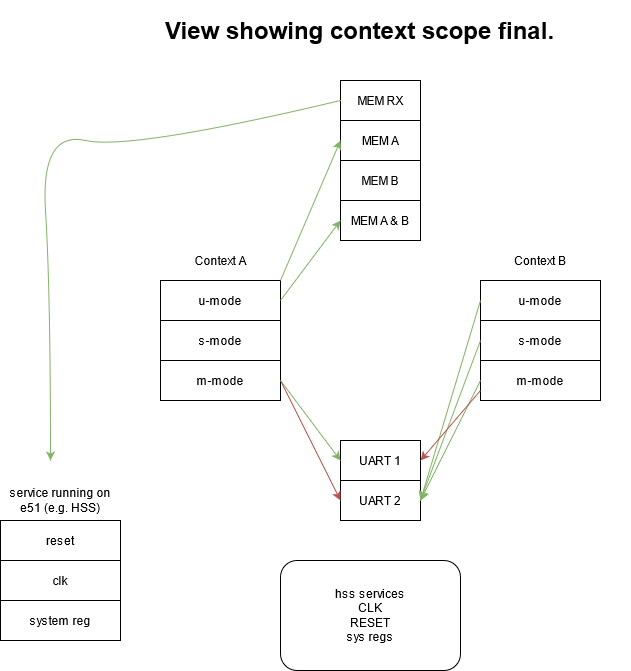 View showing context scope final.
MEM RX
MEM A
MEM B
MEM A & B
Context A
u-mode
s-mode
m-mode
Context B
u-mode
s-mode
m-mode
UART 1
UART 2
service running on
e51 (e.g. HSS)
reset
clk
system reg
hss services
CLK
RESET
sys regs